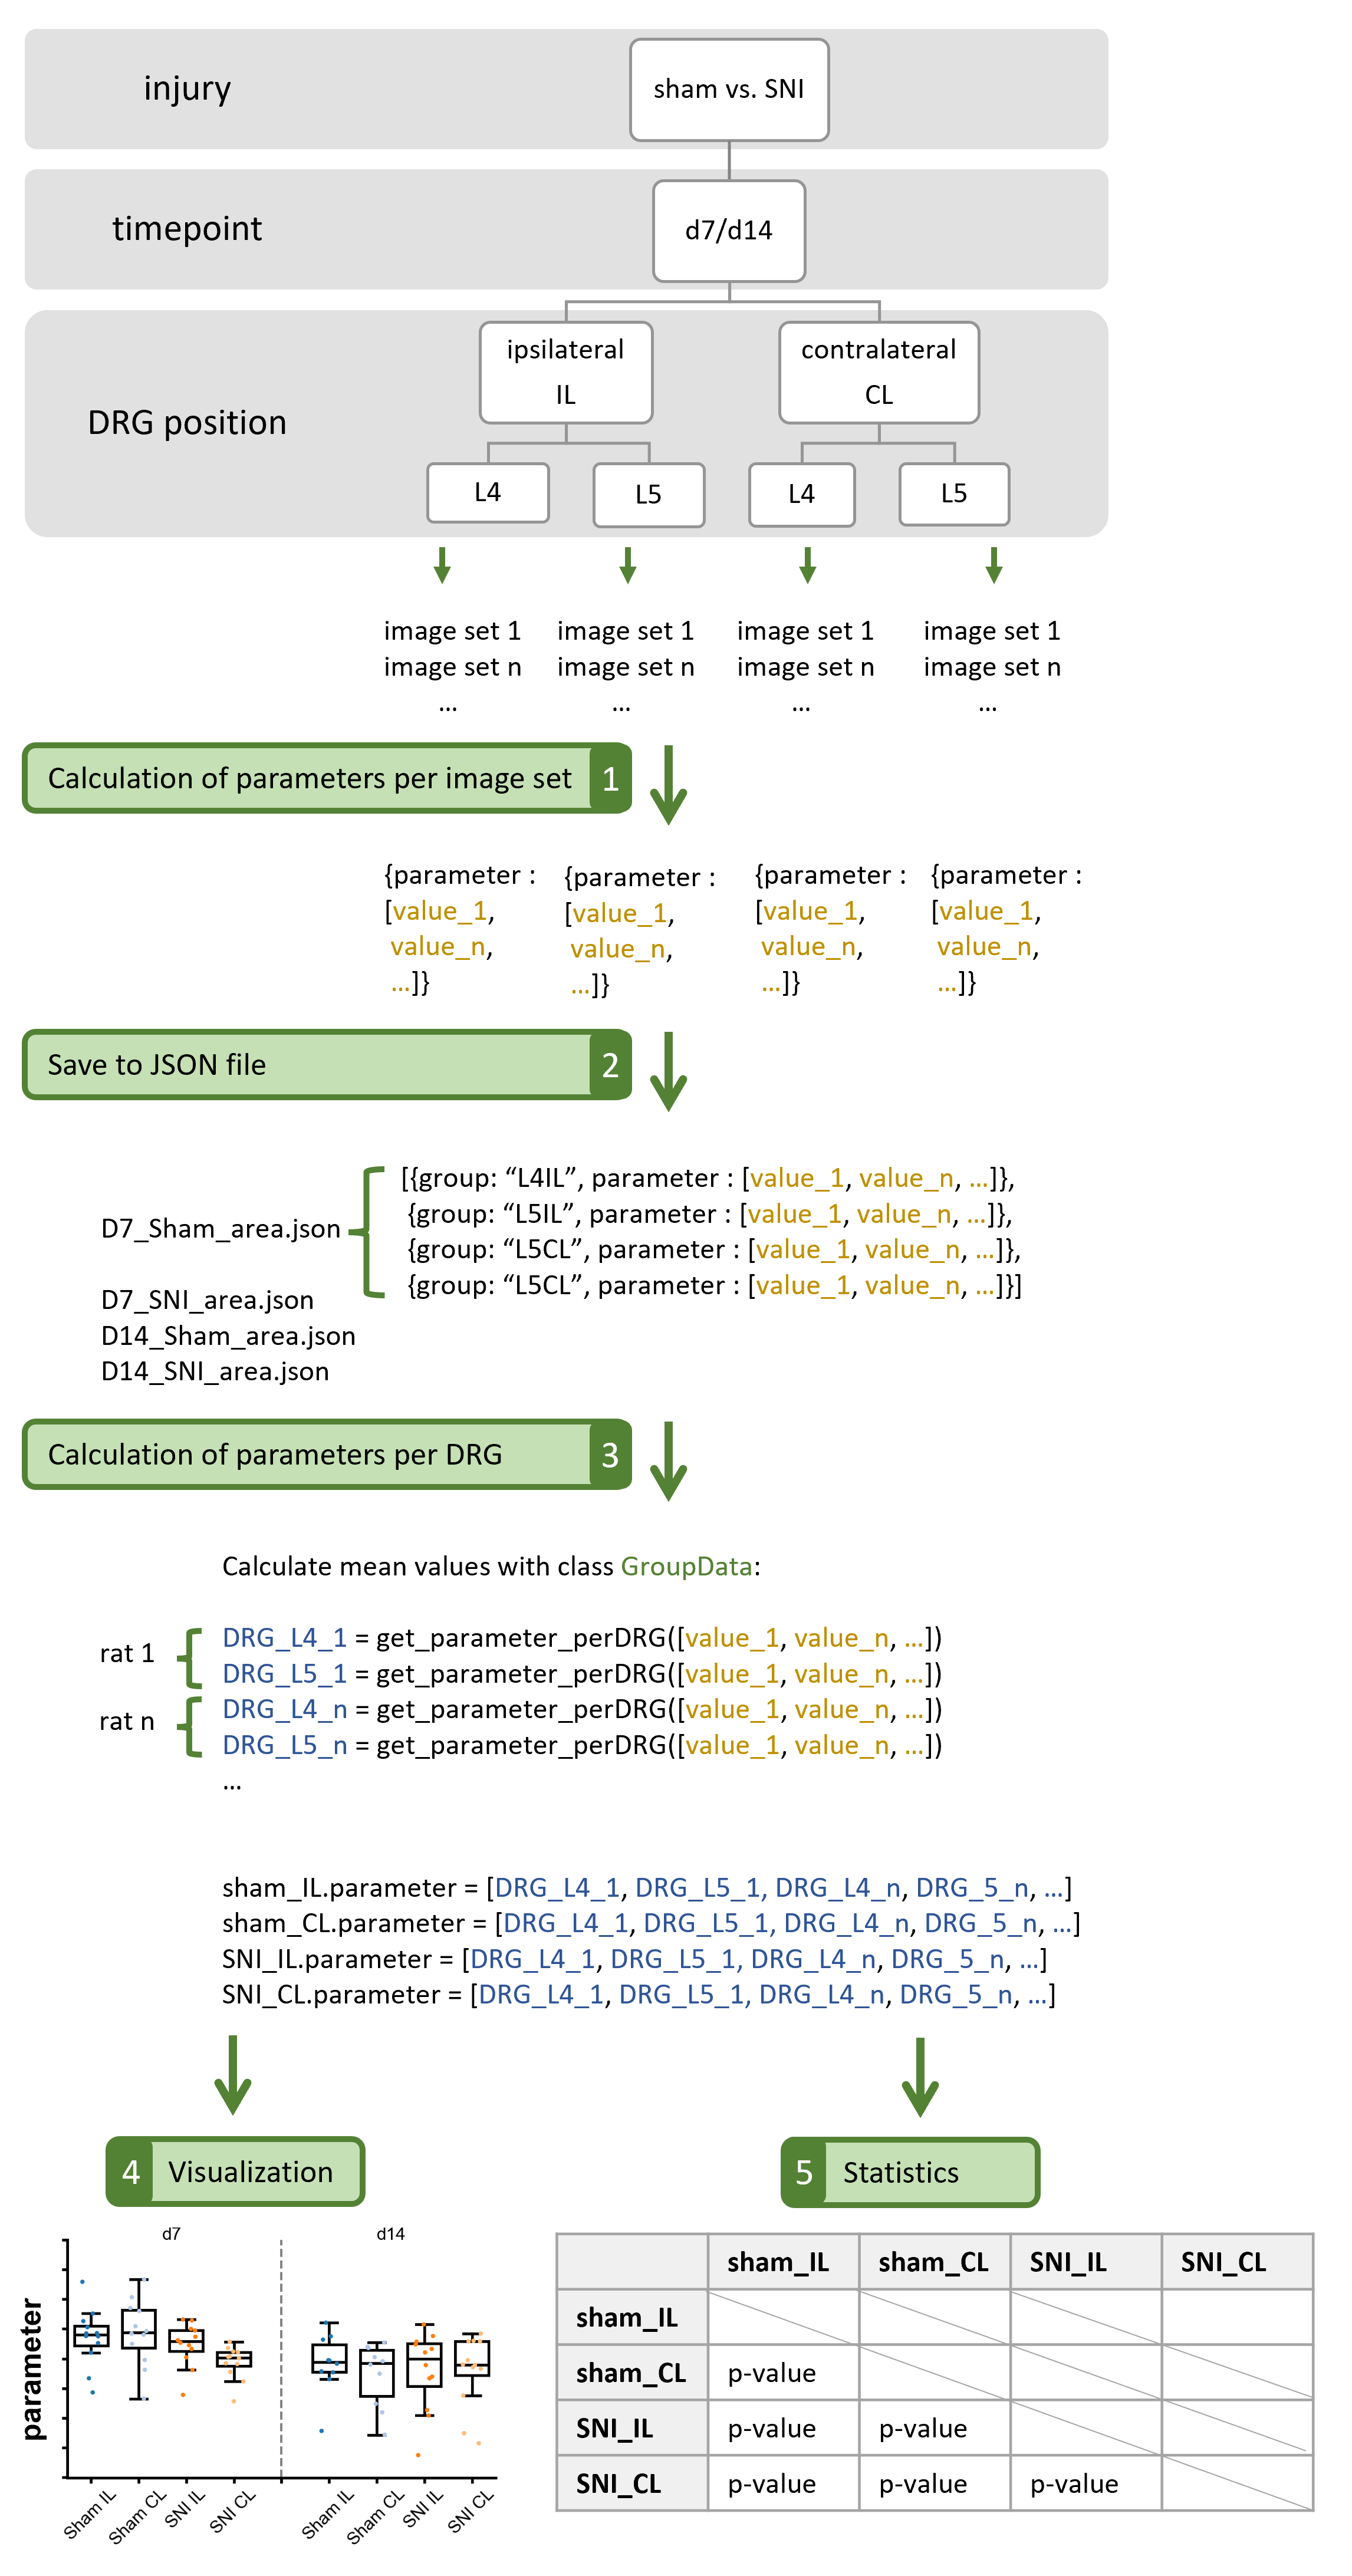 injury
sham vs. SNI
timepoint
d7/d14
DRG position
ipsilateral
IL
contralateral
CL
L4
L5
L4
L5
image set 1 image set 1 image set 1 image set 1
image set n image set n image set n image set n
... ... ... ...
Calculation of parameters per image set 1
{parameter : {parameter : {parameter : {parameter :
[value_1, [value_1, [value_1, [value_1,
value_n, value_n, value_n, value_n,
...]} ...]} ...]} ...]}
Save to JSON file 2
[{group: “L4IL”, parameter : [value_1, value_n, ...]},
{group: “L5IL”, parameter : [value_1, value_n, ...]},
{group: “L5CL”, parameter : [value_1, value_n, ...]},
{group: “L5CL”, parameter : [value_1, value_n, ...]}]
D7_Sham_area.json
D7_SNI_area.json
D14_Sham_area.json
D14_SNI_area.json
Calculation of parameters per DRG 3
Calculate mean values with class GroupData:
rat 1
DRG_L4_1 = get_parameter_perDRG([value_1, value_n, ...])
DRG_L5_1 = get_parameter_perDRG([value_1, value_n, ...])
rat n
DRG_L4_n = get_parameter_perDRG([value_1, value_n, ...])
DRG_L5_n = get_parameter_perDRG([value_1, value_n, ...])
...
sham_IL.parameter = [DRG_L4_1, DRG_L5_1, DRG_L4_n, DRG_5_n, ...]
sham_CL.parameter = [DRG_L4_1, DRG_L5_1, DRG_L4_n, DRG_5_n, ...]
SNI_IL.parameter = [DRG_L4_1, DRG_L5_1, DRG_L4_n, DRG_5_n, ...]
SNI_CL.parameter = [DRG_L4_1, DRG_L5_1, DRG_L4_n, DRG_5_n, ...]
4 Visualization
d7 d14
parameter
Sham IL Sham CL SNI IL SNI CL Sham IL Sham CL SNI IL SNI CL
5 Statistics
sham_IL sham_CL SNI_IL SNI_CL
sham_IL
sham_CL p-value
SNI_IL p-value p-value
SNI_CL p-value p-value p-value